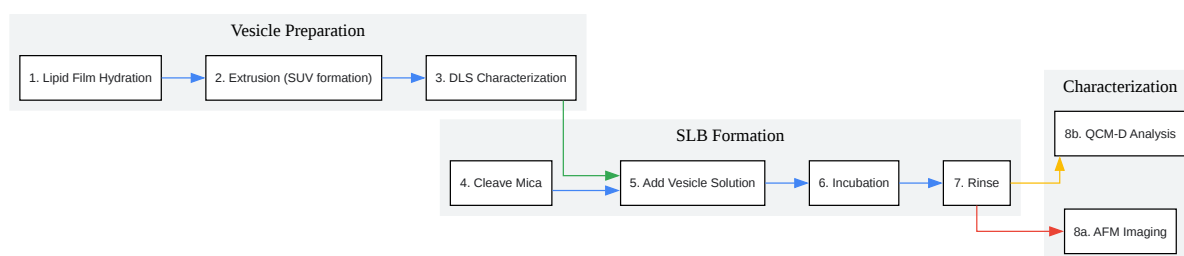 Vesicle Preparation
1. Lipid Film Hydration
2. Extrusion (SUV formation)
3. DLS Characterization
SLB Formation
4. Cleave Mica
5. Add Vesicle Solution
6. Incubation
7. Rinse
Characterization
8b. QCM-D Analysis
8a. AFM Imaging